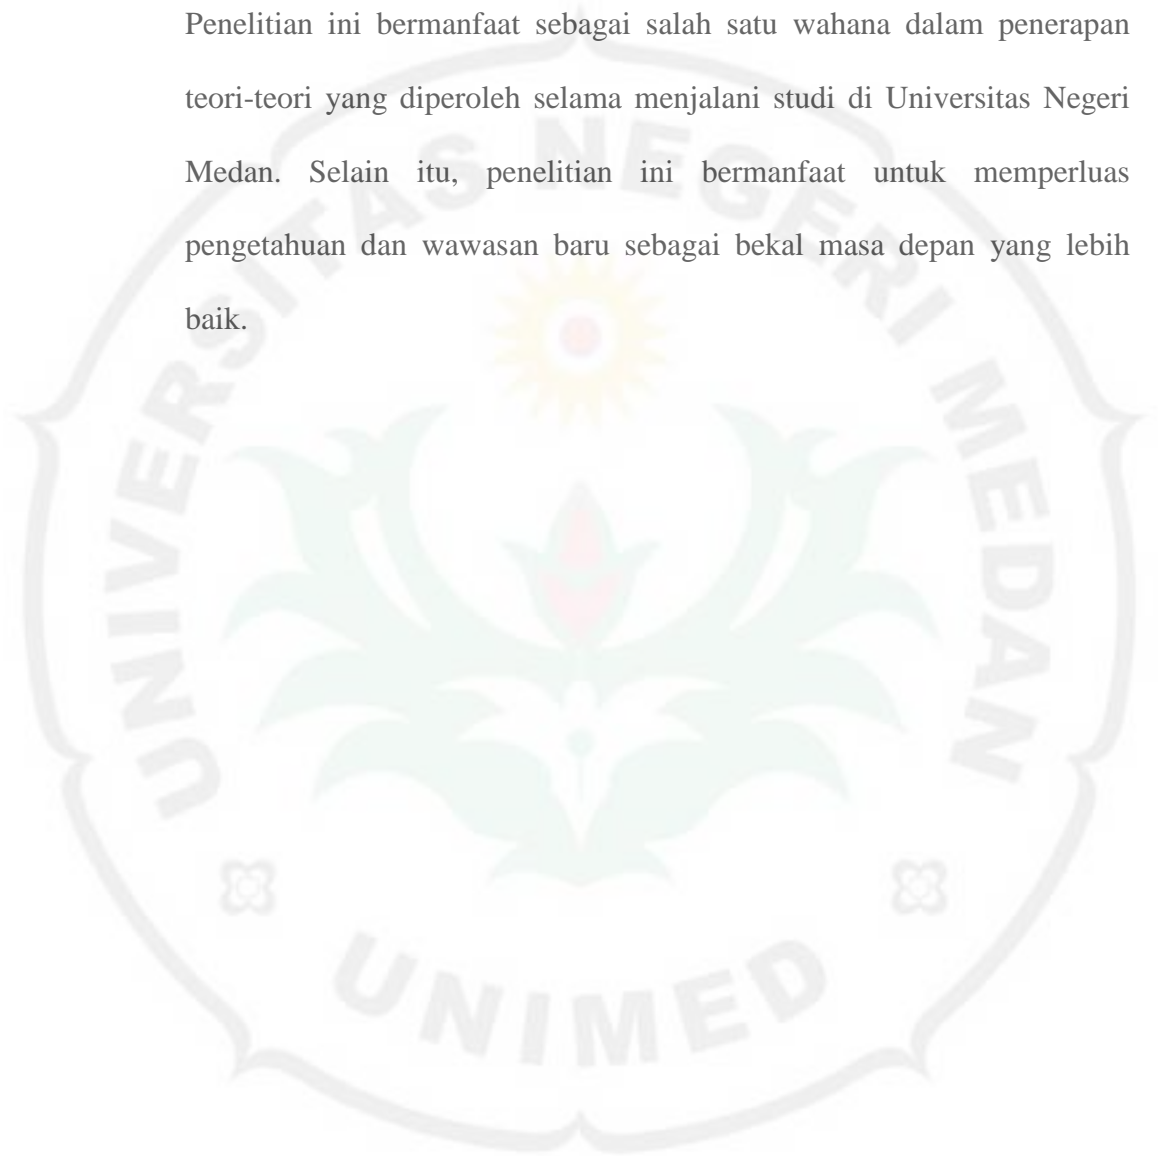 Penelitian ini bermanfaat sebagai salah satu wahana dalam penerapan
teori-teori yang diperoleh selama menjalani studi di Universitas Negeri
Medan. Selain itu, penelitian ini bermanfaat untuk memperluas
pengetahuan dan wawasan baru sebagai bekal masa depan yang lebih
baik.
UNIVERSITAS NEGERI MEDAN
UNIMED